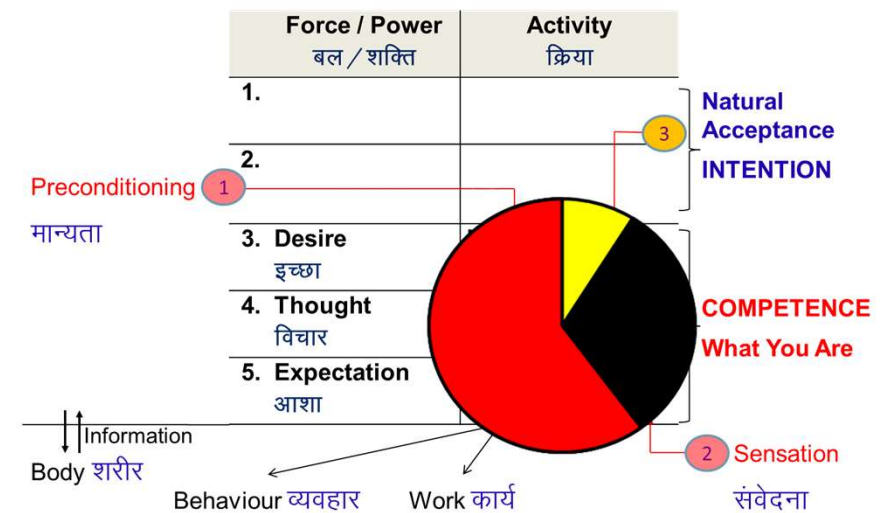 Force / Power
बल / शक्ति
Activity
क्रिया
1.
Natural
Acceptance
INTENTION
3
2.
Preconditioning
1
मान्यता
3. Desire
इच्छा
4. Thought
विचार
COMPETENCE
What You Are
5. Expectation
आशा
Information
Body शरीर
2 Sensation
संवेदना
Behaviour व्यवहार
Work कार्य